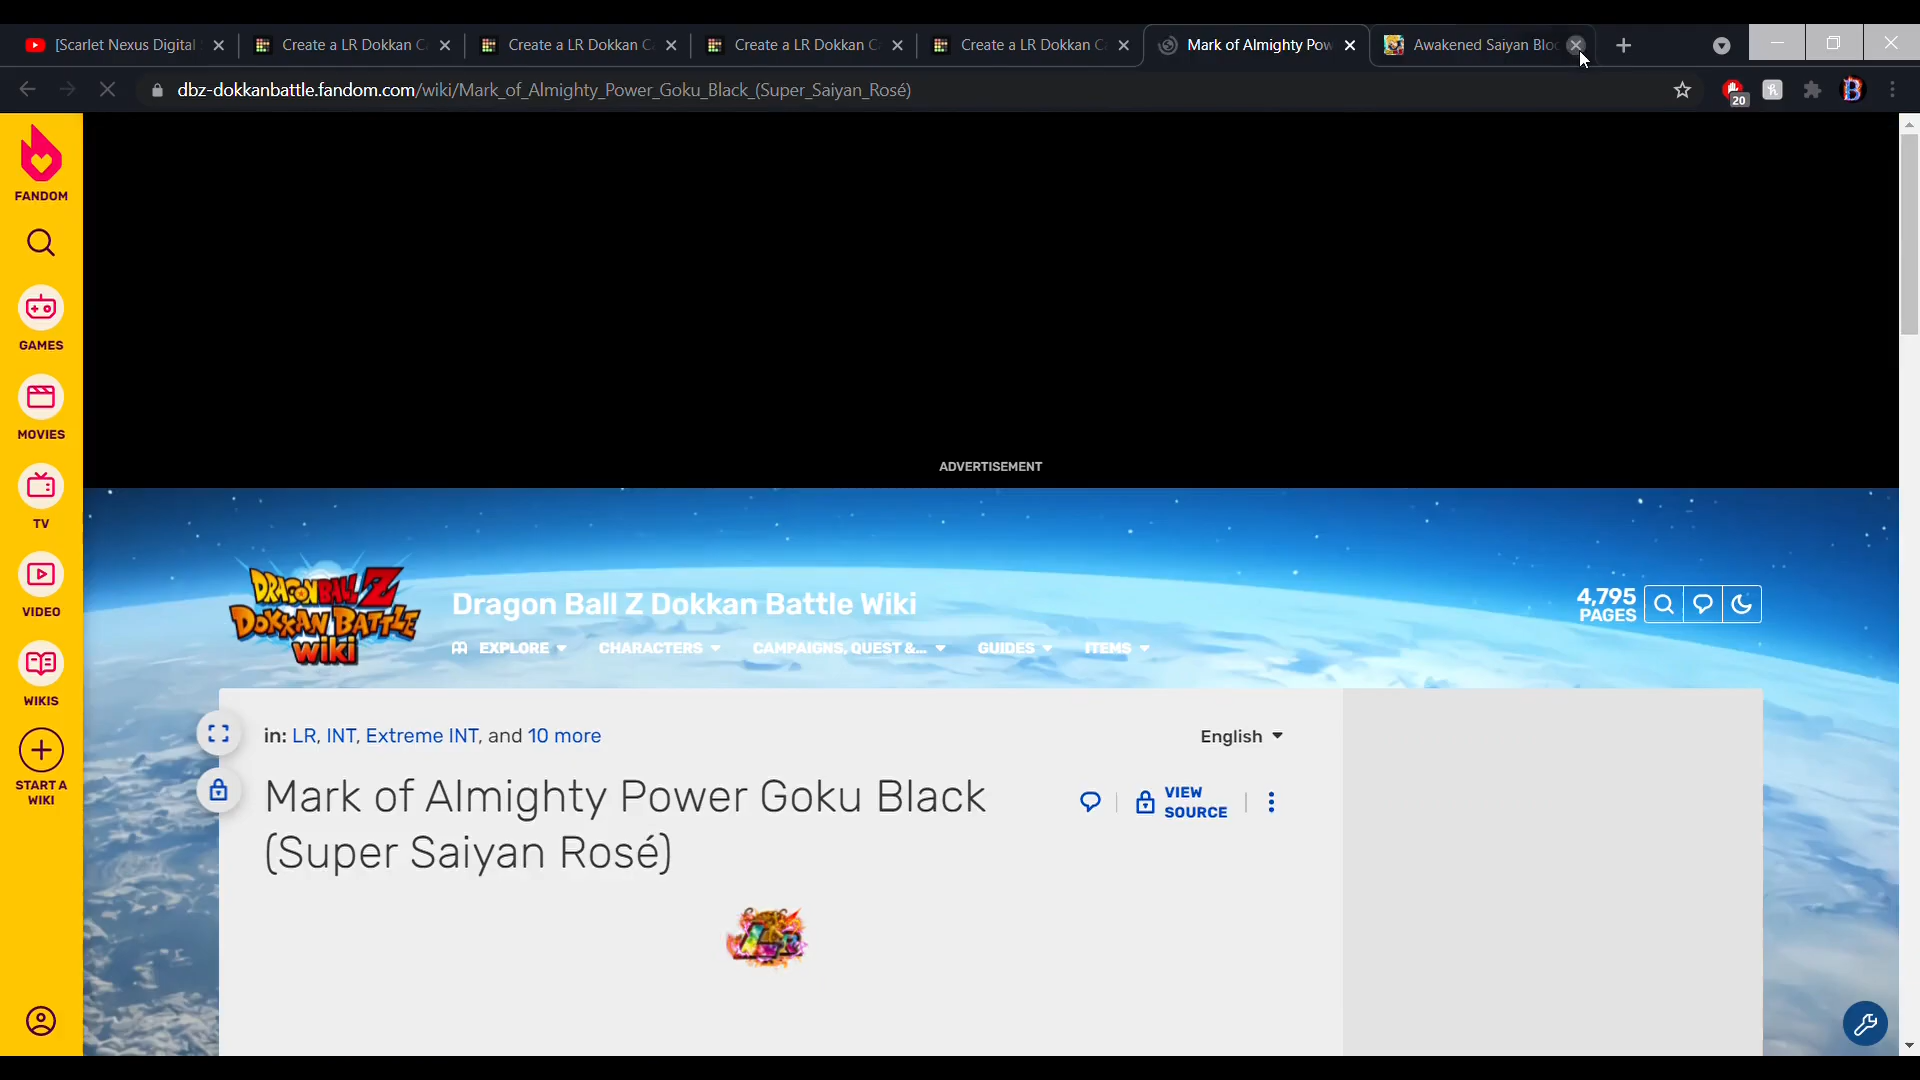 [Scarlet Nexus Digital
Create a LR Dokkan C
Create a LR Dokkan C
Create a LR Dokkan C
Create a LR Dokkan C
Mark of Almighty Pow
Awakened Saiyan Bloo
dbz-dokkanbattle.fandom.com/wiki/Mark_of_Almighty_Power_Goku_Black_(Super_Saiyan_Rosé)
20
FANDOM
GAMES
MOVIES
TV
VIDEO
WIKIS
START A
WIKI
ADVERTISEMENT
DRAGON BALL Z
DOKKAN BATTLE
wiki
Dragon Ball Z Dokkan Battle Wiki
EXPLORE
CHARACTERS
CAMPAIGNS, QUEST &...
GUIDES
ITEMS
4,795
PAGES
in: LR, INT, Extreme INT, and 10 more
English
Mark of Almighty Power Goku Black
(Super Saiyan Rosé)
VIEW
SOURCE
LR